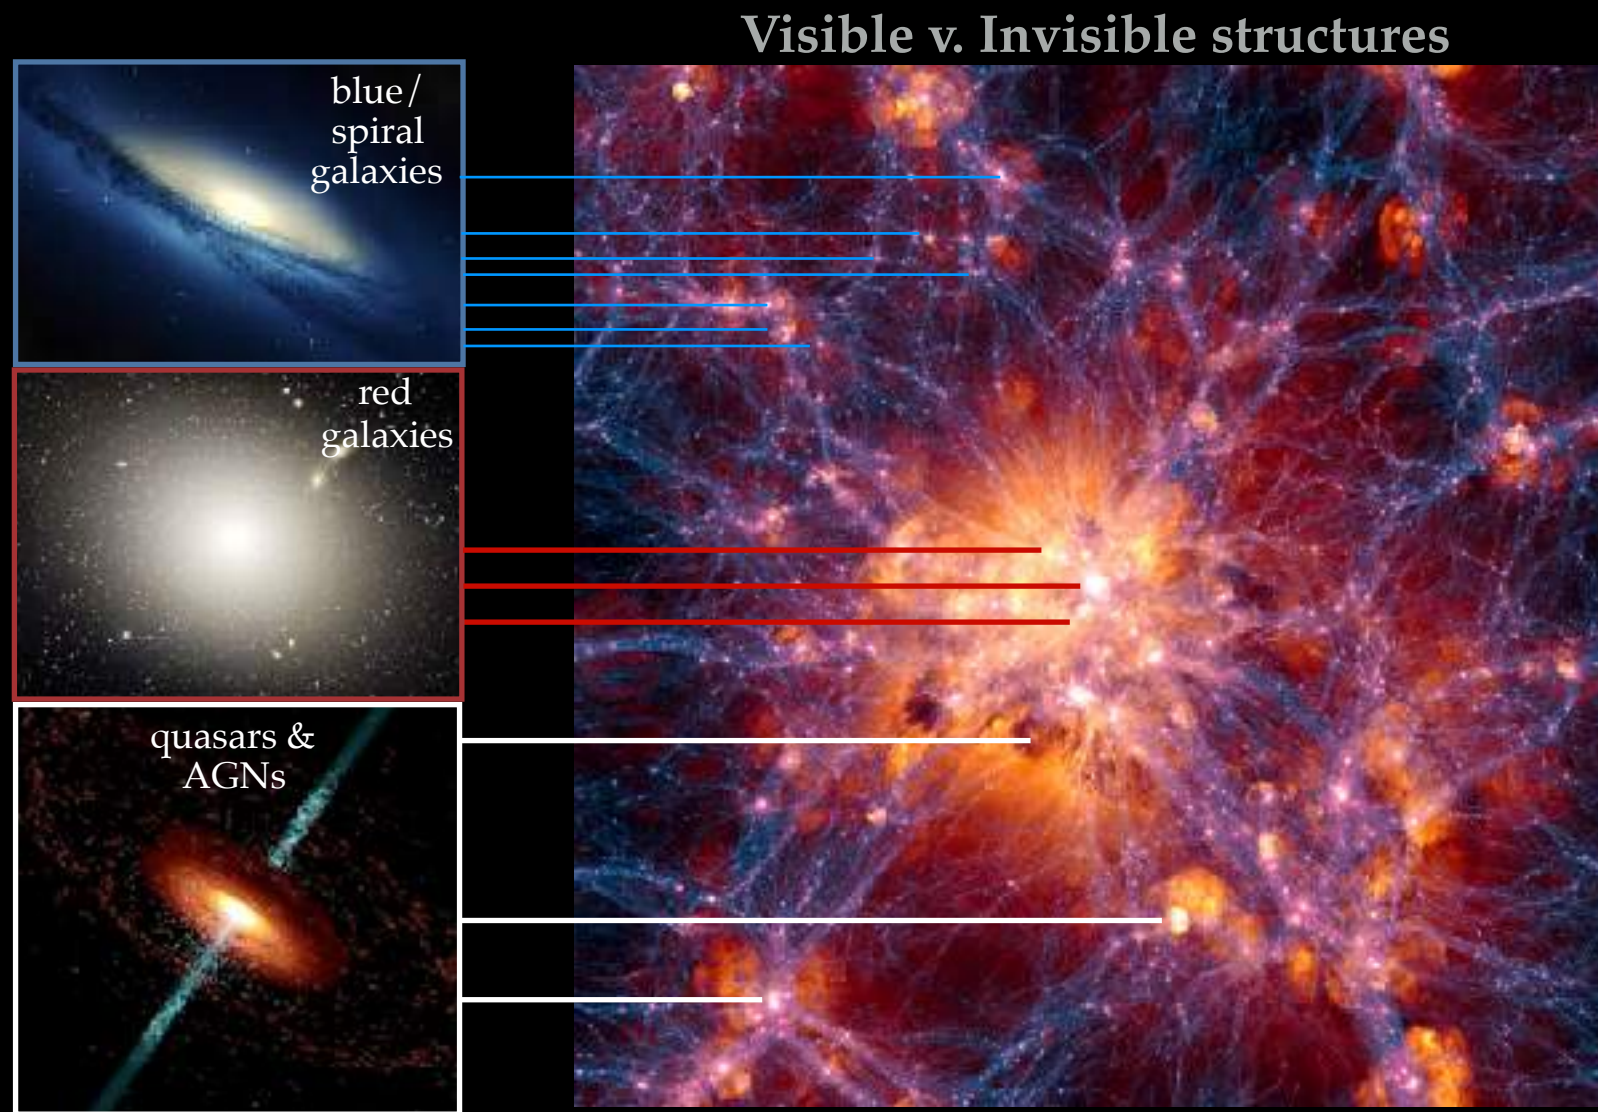 Visible v. Invisible structures
blue/
spiral
galaxies
red
galaxies
quasars &
AGNs